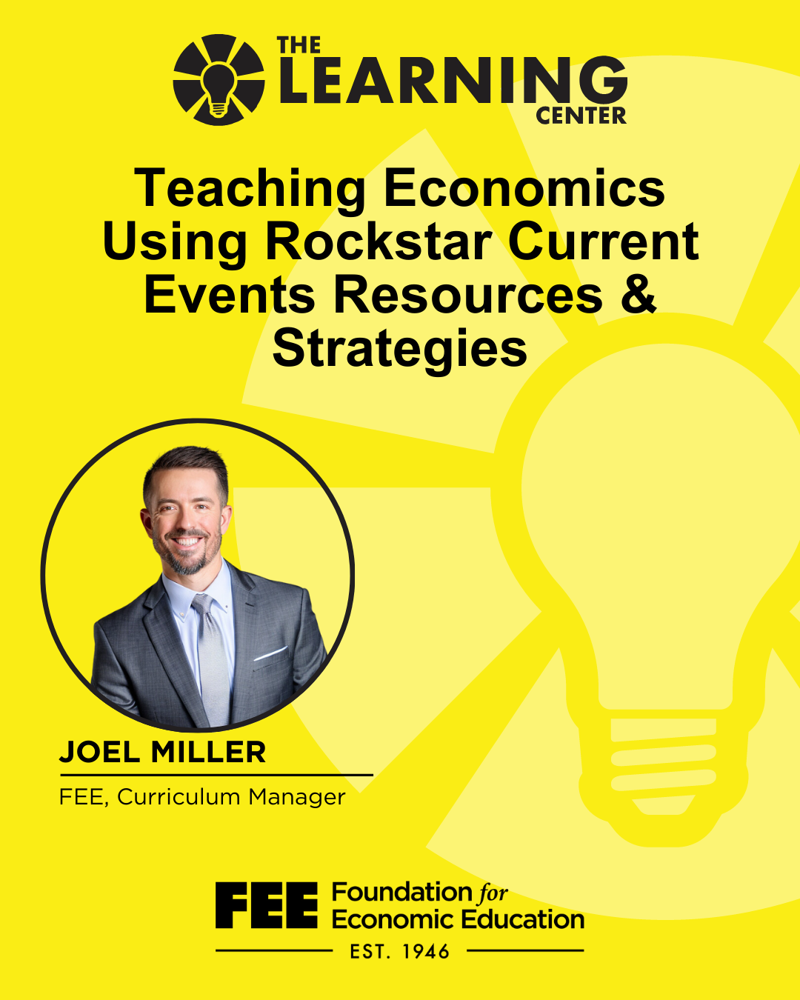 THE
LEARNING
CENTER
Teaching Economics
Using Rockstar Current
Events Resources &
Strategies
JOEL MILLER
FEE, Curriculum Manager
FEE Foundation for
Economic Education
EST. 1946